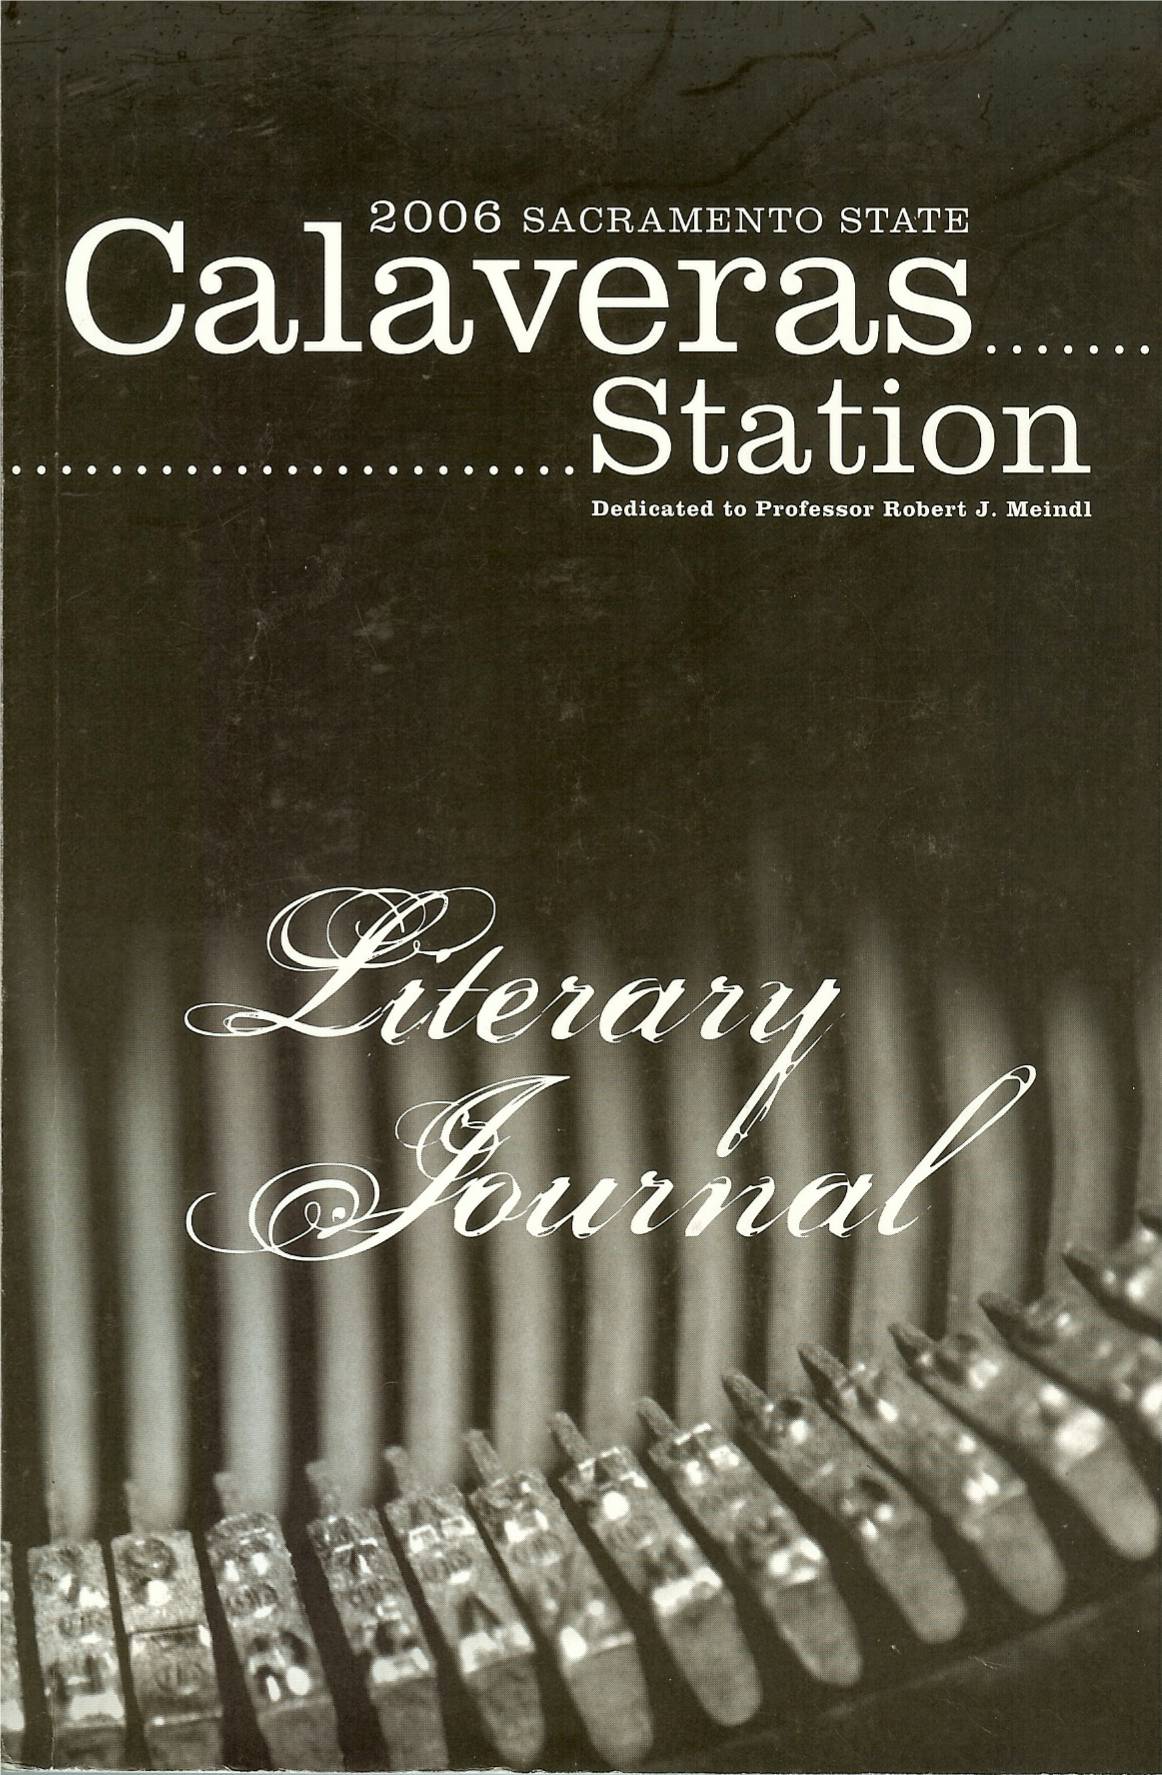 2006 SACRAMENTO STATE
Calaveras
Station
Dedicated to Professor Robert J. Meindl
Literary
Journal